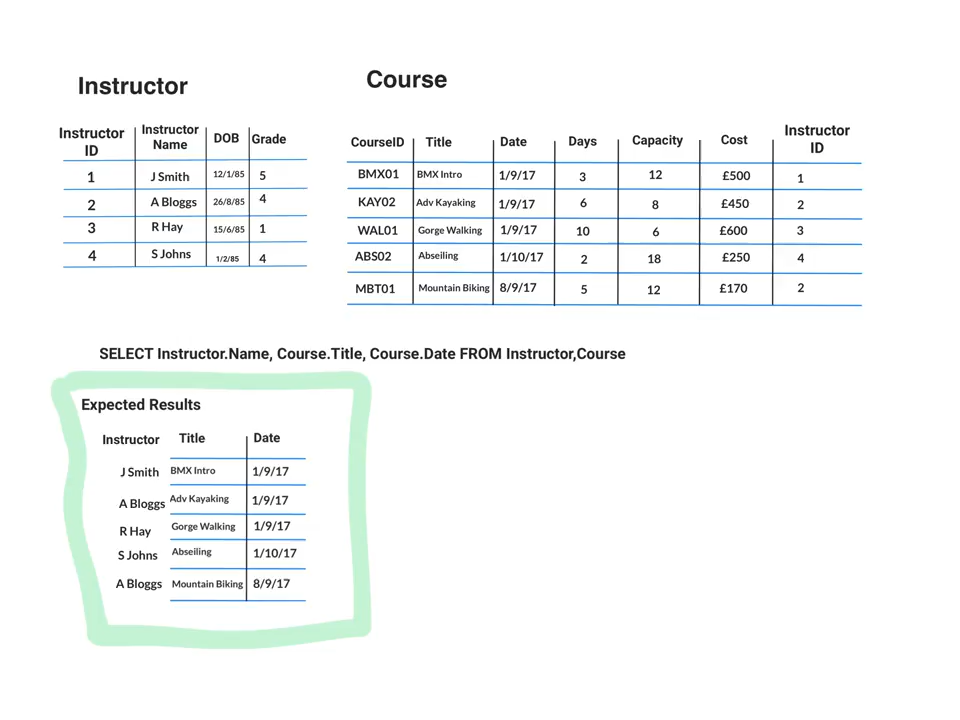 Instructor
Instructor ID Instructor Name DOB Grade
1 J Smith 12/1/85 5
2 A Bloggs 26/8/85 4
3 R Hay 15/6/85 1
4 S Johns 1/2/85 4
Course
CourseID Title Date Days Capacity Cost Instructor ID
BMX01 BMX Intro 1/9/17 3 12 £500 1
KAY02 Adv Kayaking 1/9/17 6 8 £450 2
WAL01 Gorge Walking 1/9/17 10 6 £600 3
ABS02 Abseiling 1/10/17 2 18 £250 4
MBT01 Mountain Biking 8/9/17 5 12 £170 2
SELECT Instructor.Name, Course.Title, Course.Date FROM Instructor,Course
Expected Results
Instructor Title Date
J Smith BMX Intro 1/9/17
A Bloggs Adv Kayaking 1/9/17
R Hay Gorge Walking 1/9/17
S Johns Abseiling 1/10/17
A Bloggs Mountain Biking 8/9/17